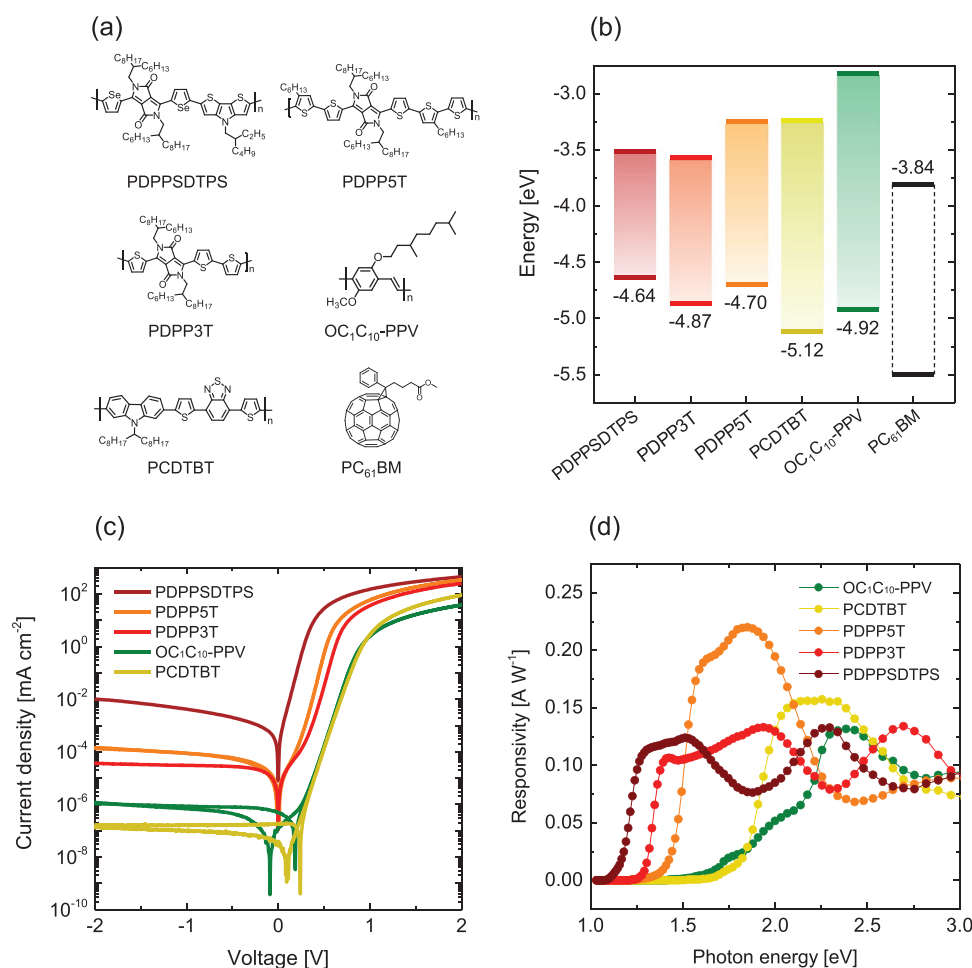 (a)
C8H17
C6H13
O
Se
N
S
S
n
Se
N
O
N
C6H13
C8H17
C2H5
C4H9
PDPPSDTPS
C8H17
C6H13
C6H13
O
N
S
S
S
S
S
n
N
O
C6H13
C6H13
C8H17
PDPP5T
C8H17
C6H13
O
N
S
S
S
n
N
O
C6H13
C8H17
PDPP3T
O
H3CO
n
OC1C10-PPV
S
N
N
S
S
n
N
C8H17
C8H17
PCDTBT
O
O
PC61BM
(b)
Energy [eV]
-3.0
-3.5
-4.0
-4.5
-5.0
-5.5
-4.64
-4.87
-4.70
-5.12
-4.92
-3.84
PDPPSDTPS
PDPP3T
PDPP5T
PCDTBT
OC1C10-PPV
PC61BM
(c)
Current density [mA cm-2]
10^2
10^0
10^-2
10^-4
10^-6
10^-8
10^-10
PDPPSDTPS
PDPP5T
PDPP3T
OC1C10-PPV
PCDTBT
-2
-1
0
1
2
Voltage [V]
(d)
Responsivity [A W-1]
0.25
0.20
0.15
0.10
0.05
0.00
OC1C10-PPV
PCDTBT
PDPP5T
PDPP3T
PDPPSDTPS
1.0
1.5
2.0
2.5
3.0
Photon energy [eV]